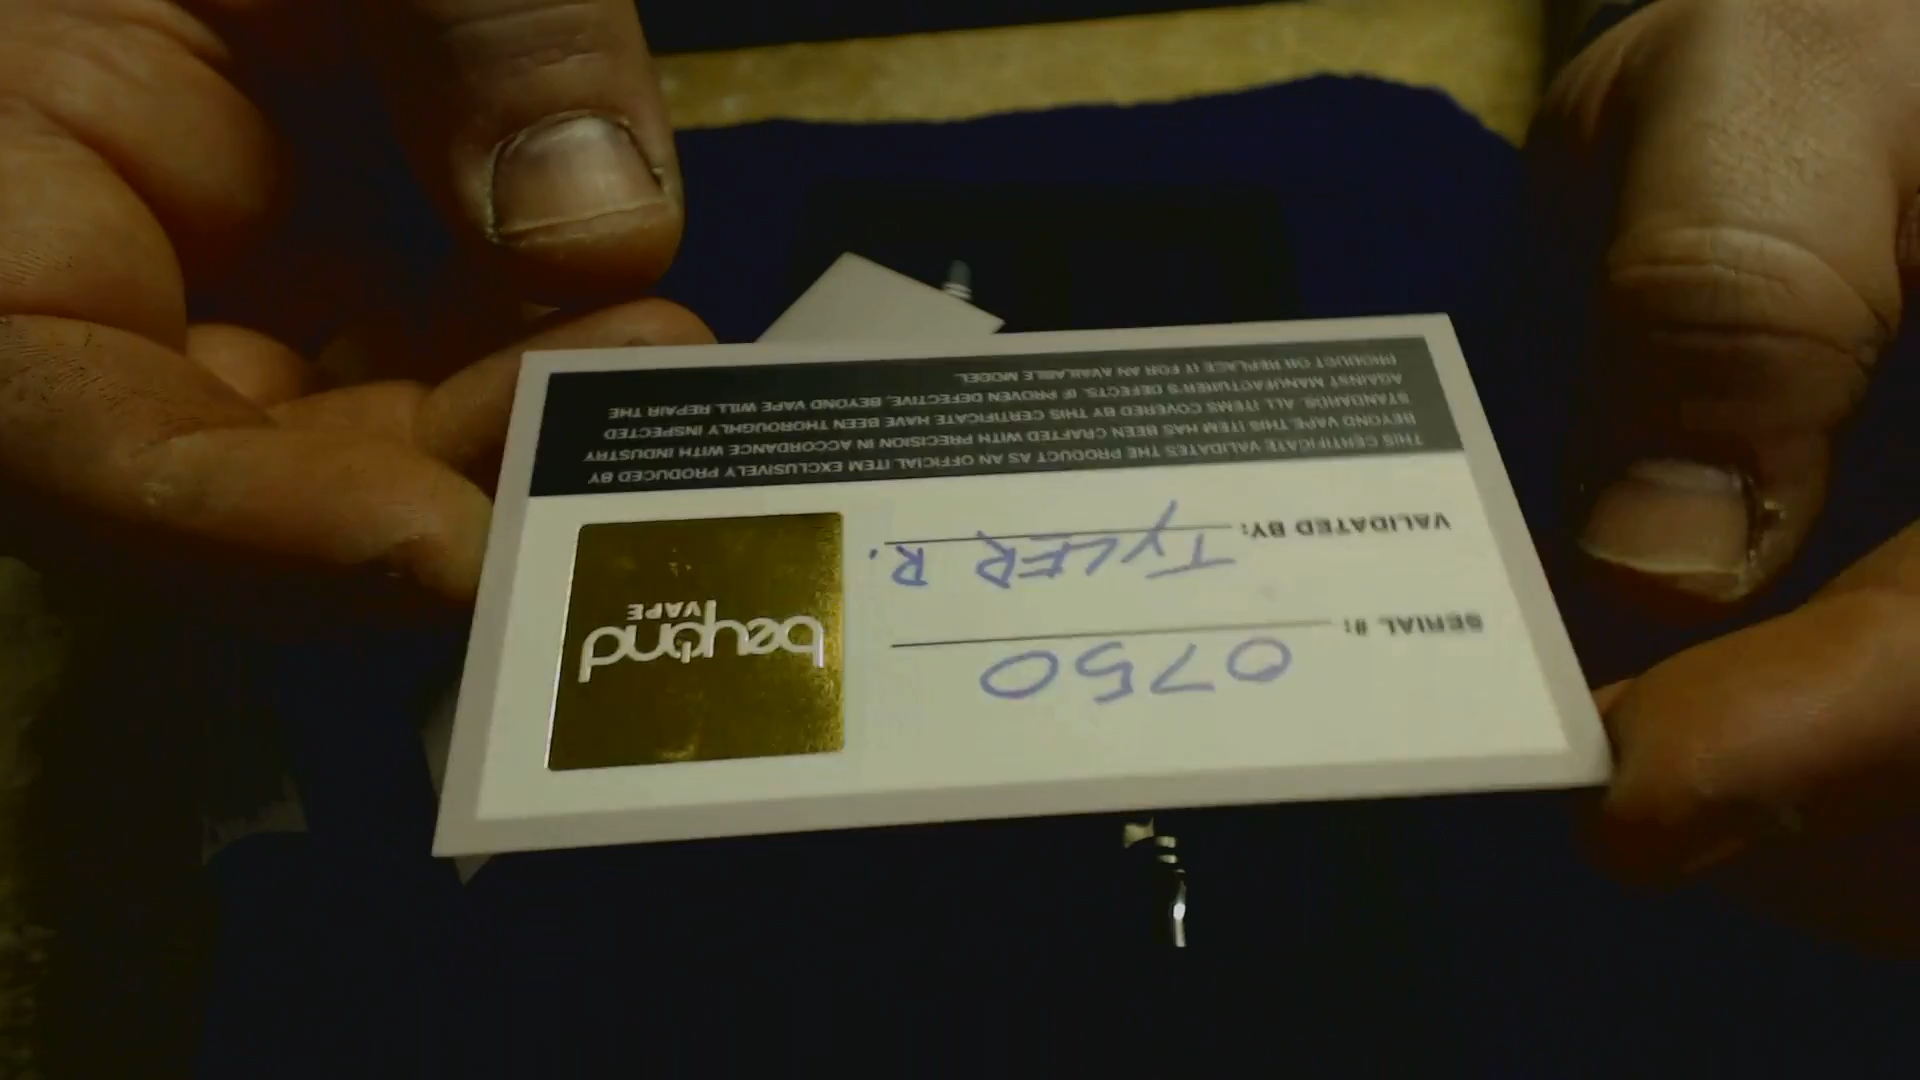 SERIAL #: 0750
VALIDATED BY: TYLER R.
beyond
VAPE
THIS CERTIFICATE VALIDATES THE PRODUCT AS AN OFFICIAL ITEM EXCLUSIVELY PRODUCED BY
BEYOND VAPE. THIS ITEM HAS BEEN CRAFTED WITH PRECISION IN ACCORDANCE WITH INDUSTRY
STANDARDS. ALL ITEMS COVERED BY THIS CERTIFICATE HAVE BEEN THOROUGHLY INSPECTED
AGAINST MANUFACTURER'S DEFECTS. IF PROVEN DEFECTIVE, BEYOND VAPE WILL REPAIR THE
PRODUCT OR REPLACE IT FOR AN AVAILABLE MODEL.